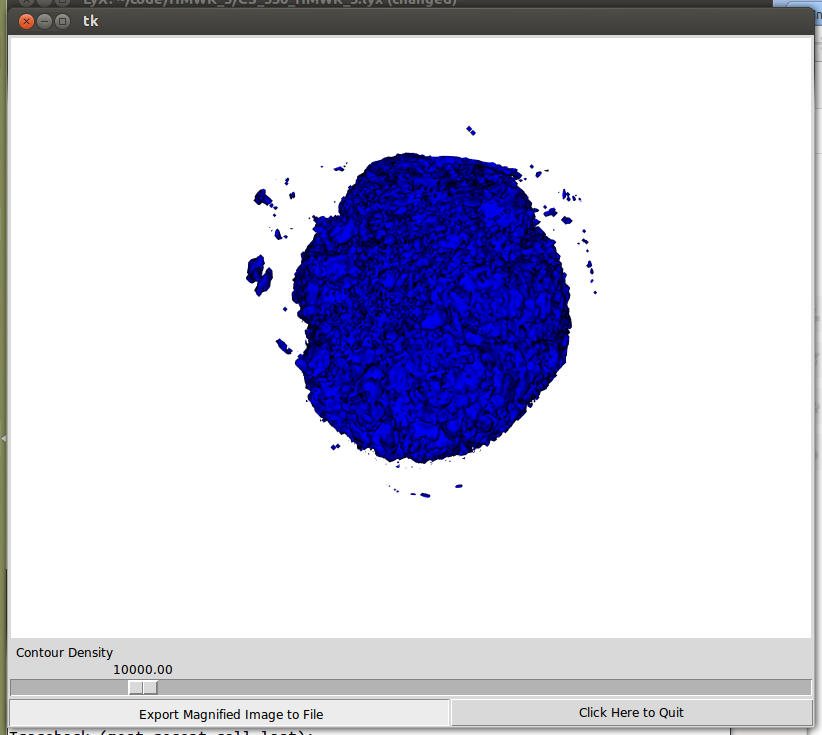 LyX: ~/code/HMWK_3/CS_530_HMWK_3.lyx (changed)
tk
Contour Density
10000.00
Export Magnified Image to File
Click Here to Quit
Traceback (most recent call last):